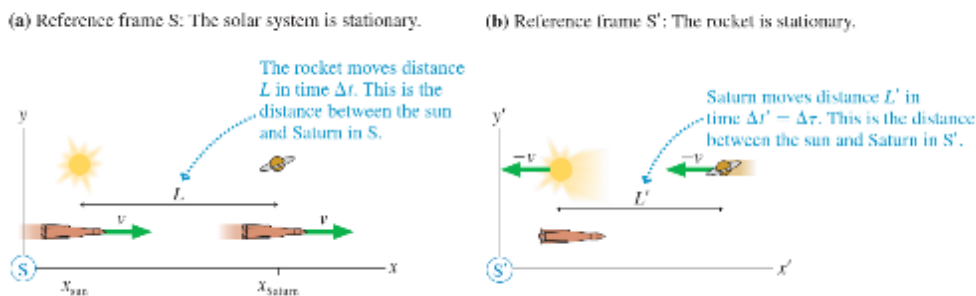 (a) Reference frame S: The solar system is stationary.
The rocket moves distance
L in time Δt. This is the
distance between the sun
and Saturn in S.
y
L
v
v
S
x
x_sun
x_Saturn
(b) Reference frame S′: The rocket is stationary.
Saturn moves distance L′ in
time Δt′ − Δτ. This is the distance
between the sun and Saturn in S′.
y′
−v
−v
L′
S′
x′